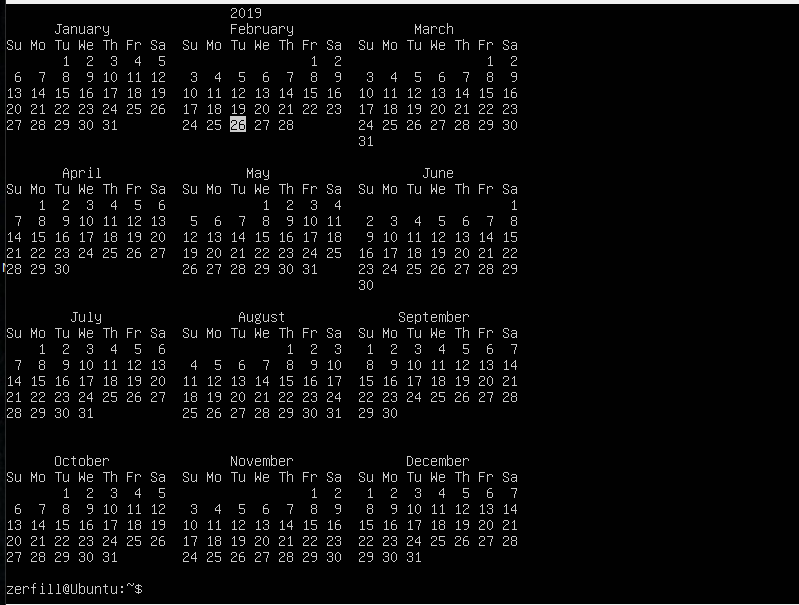 2019
      January               February               March
Su Mo Tu We Th Fr Sa  Su Mo Tu We Th Fr Sa  Su Mo Tu We Th Fr Sa
       1  2  3  4  5                  1  2                  1  2
 6  7  8  9 10 11 12   3  4  5  6  7  8  9   3  4  5  6  7  8  9
13 14 15 16 17 18 19  10 11 12 13 14 15 16  10 11 12 13 14 15 16
20 21 22 23 24 25 26  17 18 19 20 21 22 23  17 18 19 20 21 22 23
27 28 29 30 31        24 25 26 27 28        24 25 26 27 28 29 30
                                            31
       April                  May                   June
Su Mo Tu We Th Fr Sa  Su Mo Tu We Th Fr Sa  Su Mo Tu We Th Fr Sa
    1  2  3  4  5  6            1  2  3  4                     1
 7  8  9 10 11 12 13   5  6  7  8  9 10 11   2  3  4  5  6  7  8
14 15 16 17 18 19 20  12 13 14 15 16 17 18   9 10 11 12 13 14 15
21 22 23 24 25 26 27  19 20 21 22 23 24 25  16 17 18 19 20 21 22
28 29 30              26 27 28 29 30 31     23 24 25 26 27 28 29
                                            30
        July                 August              September
Su Mo Tu We Th Fr Sa  Su Mo Tu We Th Fr Sa  Su Mo Tu We Th Fr Sa
    1  2  3  4  5  6               1  2  3   1  2  3  4  5  6  7
 7  8  9 10 11 12 13   4  5  6  7  8  9 10   8  9 10 11 12 13 14
14 15 16 17 18 19 20  11 12 13 14 15 16 17  15 16 17 18 19 20 21
21 22 23 24 25 26 27  18 19 20 21 22 23 24  22 23 24 25 26 27 28
28 29 30 31           25 26 27 28 29 30 31  29 30
      October               November              December
Su Mo Tu We Th Fr Sa  Su Mo Tu We Th Fr Sa  Su Mo Tu We Th Fr Sa
       1  2  3  4  5                  1  2   1  2  3  4  5  6  7
 6  7  8  9 10 11 12   3  4  5  6  7  8  9   8  9 10 11 12 13 14
13 14 15 16 17 18 19  10 11 12 13 14 15 16  15 16 17 18 19 20 21
20 21 22 23 24 25 26  17 18 19 20 21 22 23  22 23 24 25 26 27 28
27 28 29 30 31        24 25 26 27 28 29 30  29 30 31
zerfill@Ubuntu:~$